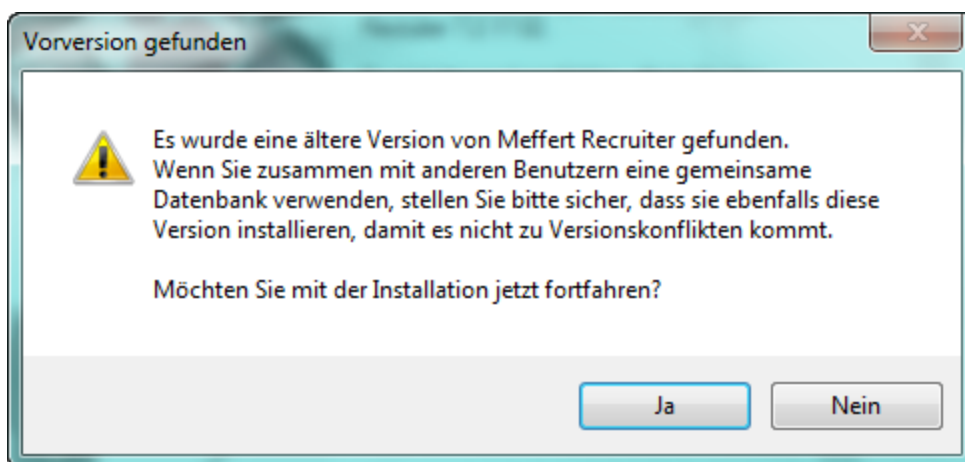 Vorversion gefunden
Es wurde eine ältere Version von Meffert Recruiter gefunden.
Wenn Sie zusammen mit anderen Benutzern eine gemeinsame
Datenbank verwenden, stellen Sie bitte sicher, dass sie ebenfalls diese
Version installieren, damit es nicht zu Versionskonflikten kommt.
Möchten Sie mit der Installation jetzt fortfahren?
Ja
Nein